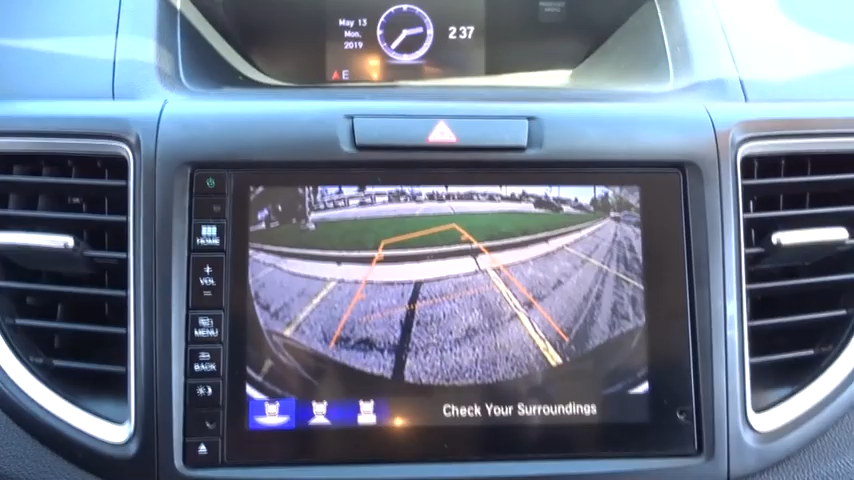 May 13
Mon.
2019
2:37
E
HOME
+
VOL
−
MENU
BACK
Check Your Surroundings